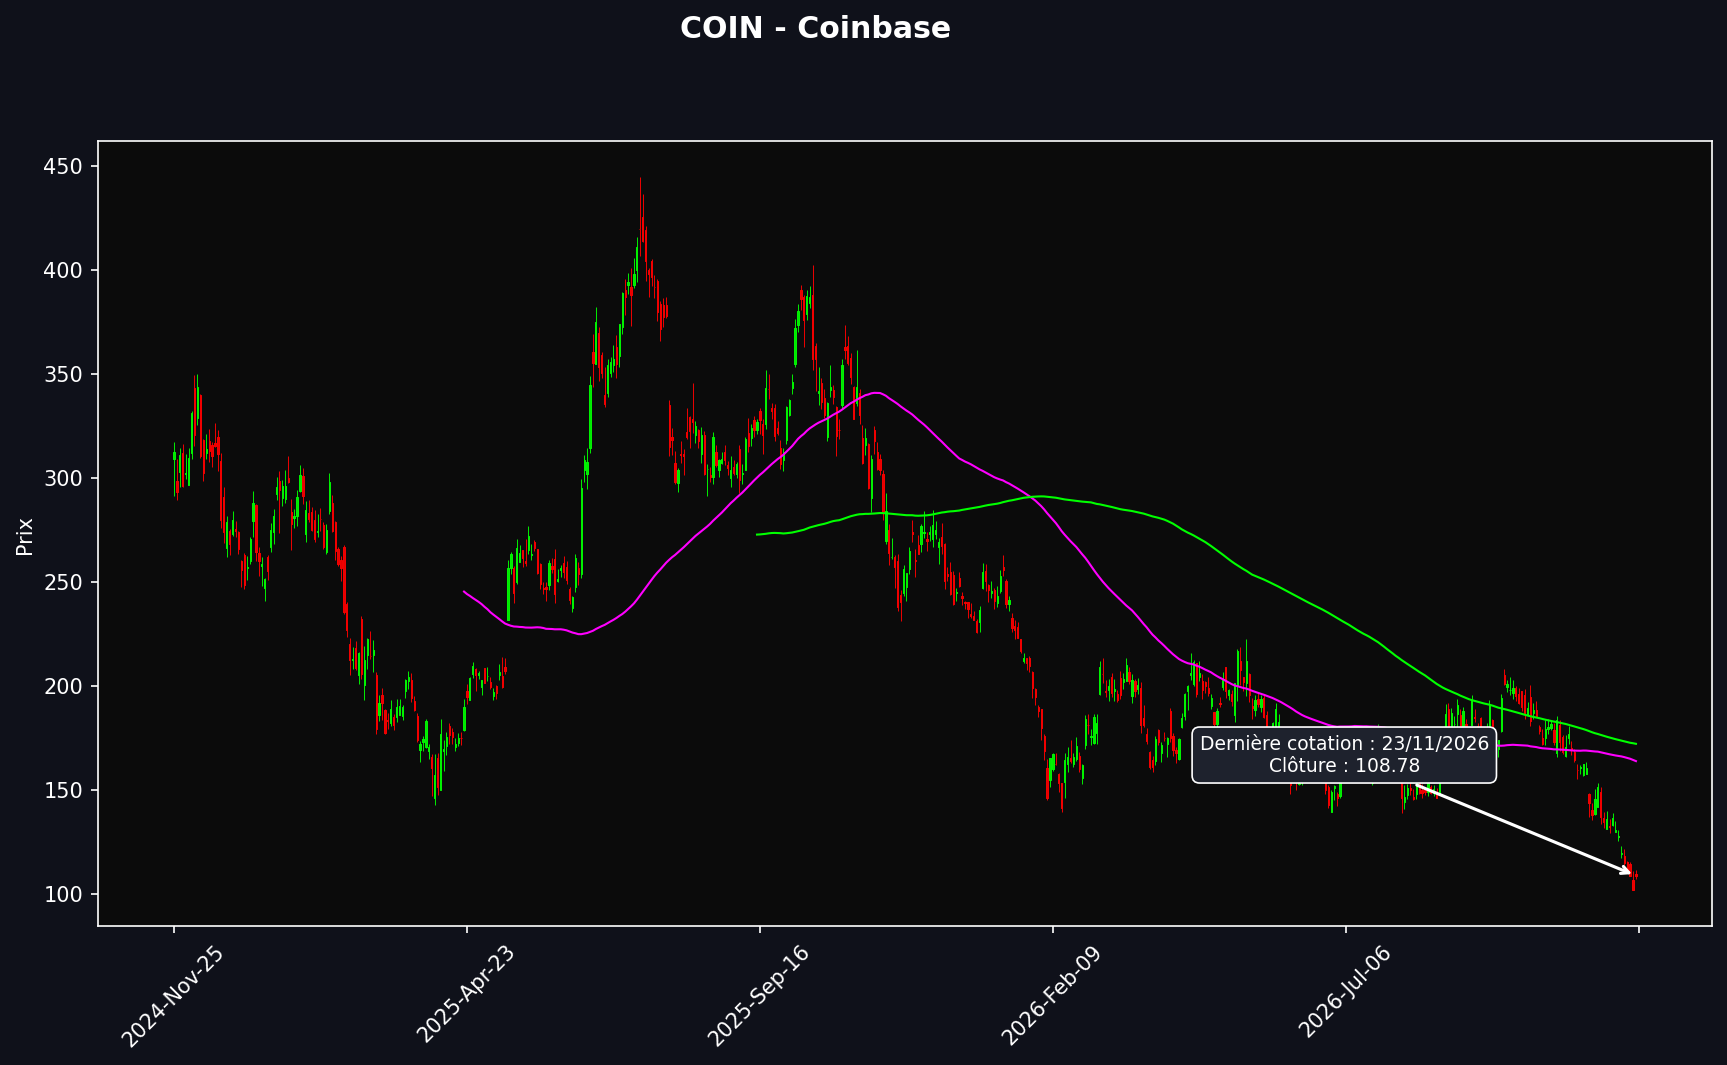 COIN - Coinbase
Prix
450
400
350
300
250
200
150
100
Dernière cotation : 23/11/2026
Clôture : 108.78
2024-Nov-25
2025-Apr-23
2025-Sep-16
2026-Feb-09
2026-Jul-06